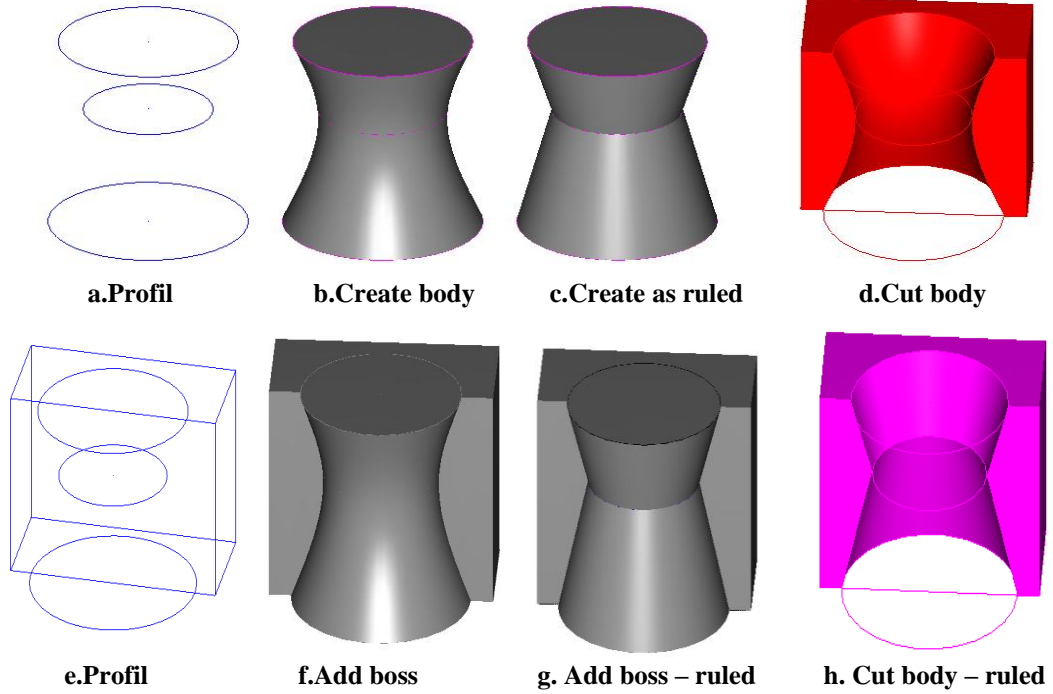 a.Profil
b.Create body
c.Create as ruled
d.Cut body
e.Profil
f.Add boss
g. Add boss – ruled
h. Cut body – ruled